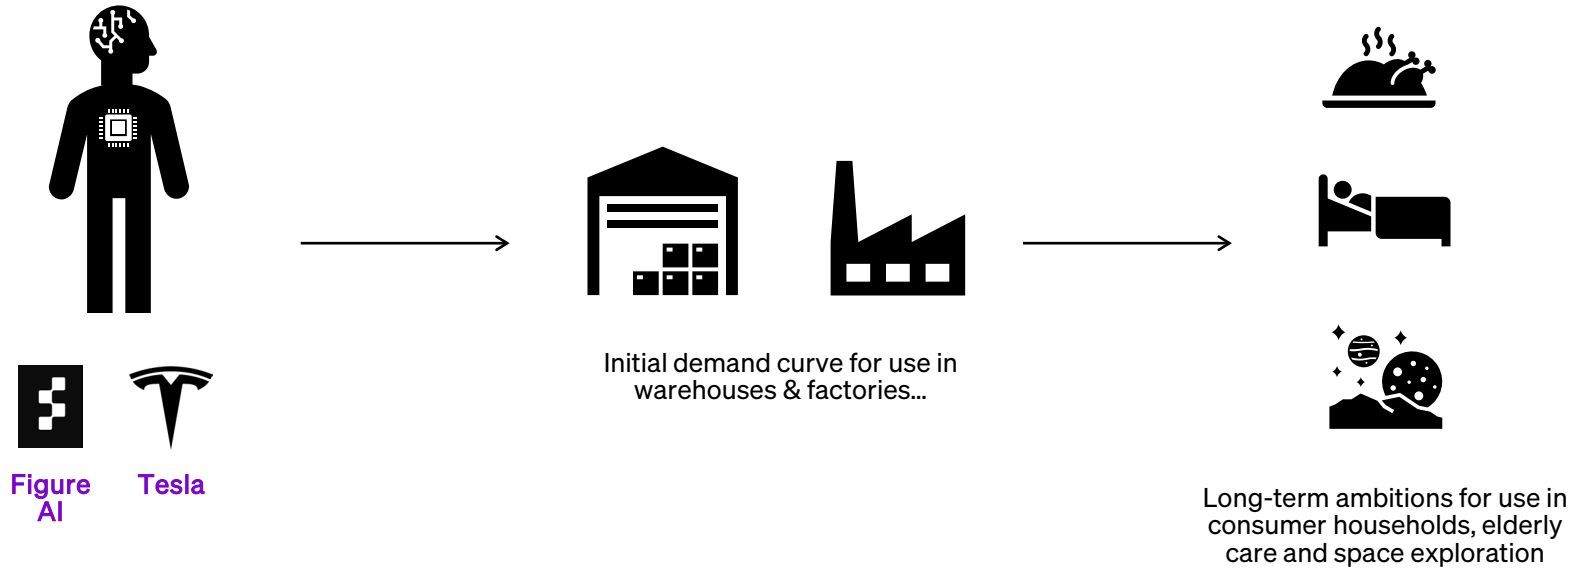 Figure
AI
Tesla
Initial demand curve for use in
warehouses & factories...
Long-term ambitions for use in
consumer households, elderly
care and space exploration